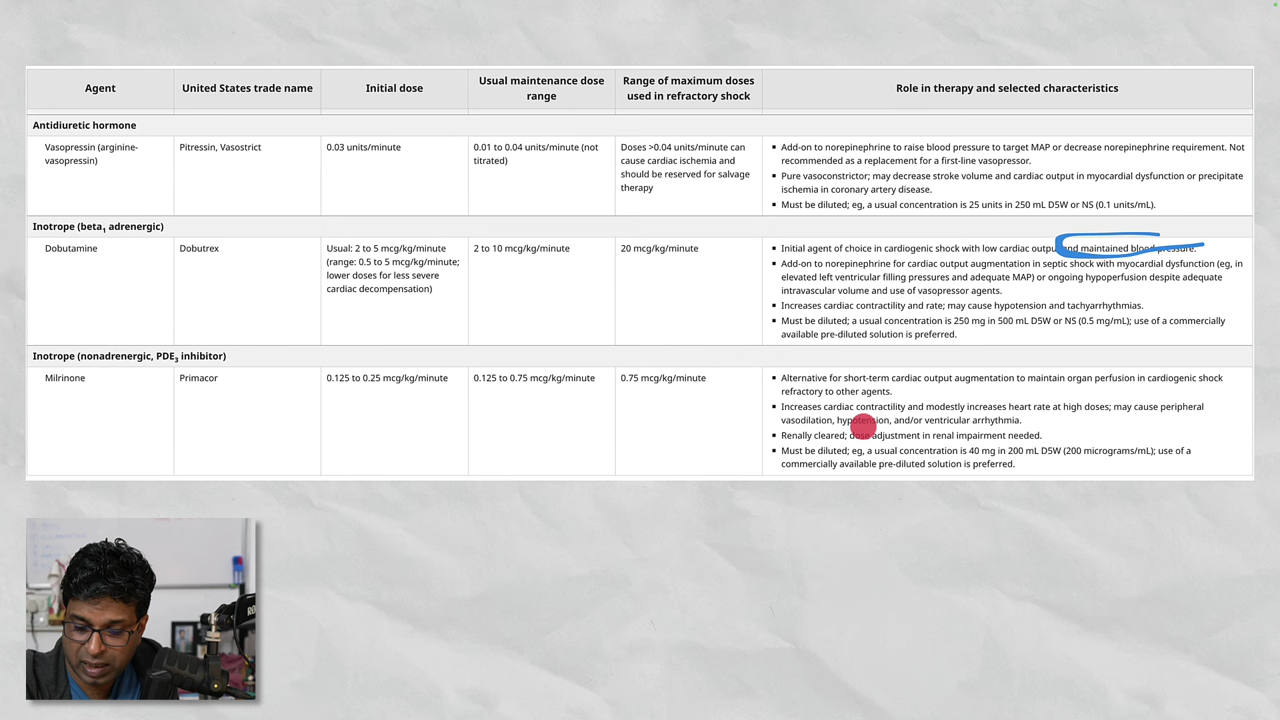 Agent
United States trade name
Initial dose
Usual maintenance dose
range
Range of maximum doses
used in refractory shock
Role in therapy and selected characteristics
Antidiuretic hormone
Vasopressin (arginine-
vasopressin)
Pitressin, Vasostrict
0.03 units/minute
0.01 to 0.04 units/minute (not
titrated)
Doses >0.04 units/minute can
cause cardiac ischemia and
should be reserved for salvage
therapy
▪ Add-on to norepinephrine to raise blood pressure to target MAP or decrease norepinephrine requirement. Not
recommended as a replacement for a first-line vasopressor.
▪ Pure vasoconstrictor; may decrease stroke volume and cardiac output in myocardial dysfunction or precipitate
ischemia in coronary artery disease.
▪ Must be diluted; eg, a usual concentration is 25 units in 250 mL D5W or NS (0.1 units/mL).
Inotrope (beta₁ adrenergic)
Dobutamine
Dobutrex
Usual: 2 to 5 mcg/kg/minute
(range: 0.5 to 5 mcg/kg/minute;
lower doses for less severe
cardiac decompensation)
2 to 10 mcg/kg/minute
20 mcg/kg/minute
▪ Initial agent of choice in cardiogenic shock with low cardiac output and maintained blood pressure.
▪ Add-on to norepinephrine for cardiac output augmentation in septic shock with myocardial dysfunction (eg, in
elevated left ventricular filling pressures and adequate MAP) or ongoing hypoperfusion despite adequate
intravascular volume and use of vasopressor agents.
▪ Increases cardiac contractility and rate; may cause hypotension and tachyarrhythmias.
▪ Must be diluted; a usual concentration is 250 mg in 500 mL D5W or NS (0.5 mg/mL); use of a commercially
available pre-diluted solution is preferred.
Inotrope (nonadrenergic, PDE₃ inhibitor)
Milrinone
Primacor
0.125 to 0.25 mcg/kg/minute
0.125 to 0.75 mcg/kg/minute
0.75 mcg/kg/minute
▪ Alternative for short-term cardiac output augmentation to maintain organ perfusion in cardiogenic shock
refractory to other agents.
▪ Increases cardiac contractility and modestly increases heart rate at high doses; may cause peripheral
vasodilation, hypotension, and/or ventricular arrhythmia.
▪ Renally cleared; dose adjustment in renal impairment needed.
▪ Must be diluted; eg, a usual concentration is 40 mg in 200 mL D5W (200 micrograms/mL); use of a
commercially available pre-diluted solution is preferred.